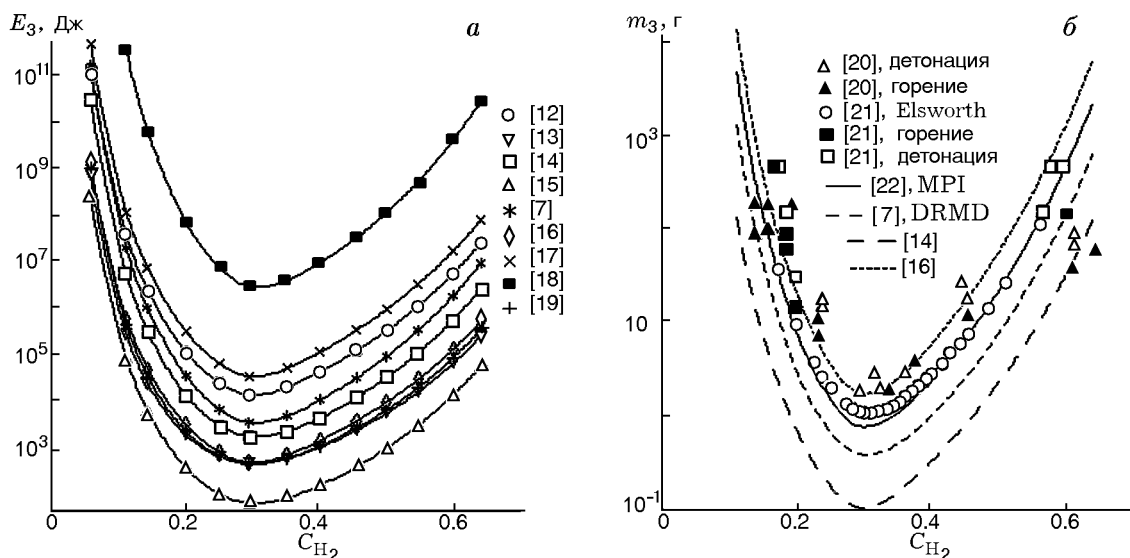 E₃, Дж
а
10¹¹
10⁹
10⁷
10⁵
10³
0
0.2
0.4
0.6
C_H₂
[12]
[13]
[14]
[15]
[7]
[16]
[17]
[18]
[19]
m₃, г
б
10³
10
10⁻¹
0
0.2
0.4
0.6
C_H₂
[20], детонация
[20], горение
[21], Elsworth
[21], горение
[21], детонация
[22], MPI
[7], DRMD
[14]
[16]